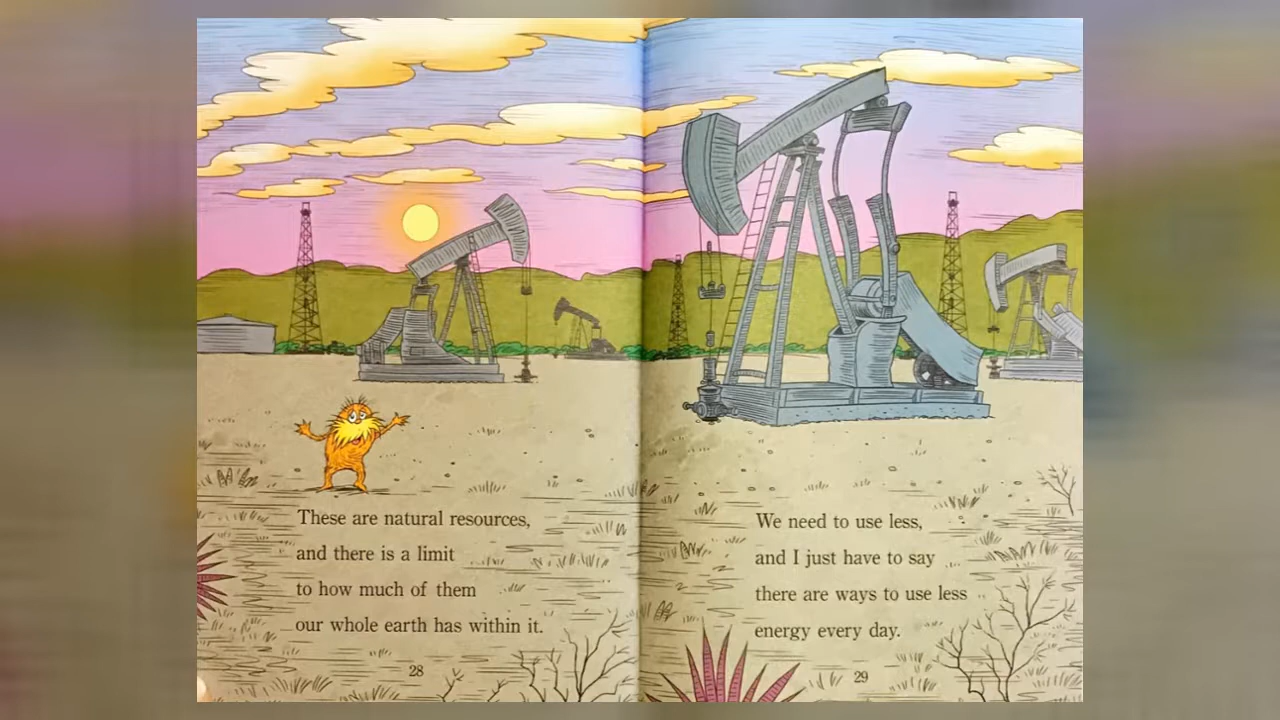 These are natural resources,
and there is a limit
to how much of them
our whole earth has within it.
28
We need to use less,
and I just have to say
there are ways to use less
energy every day.
29